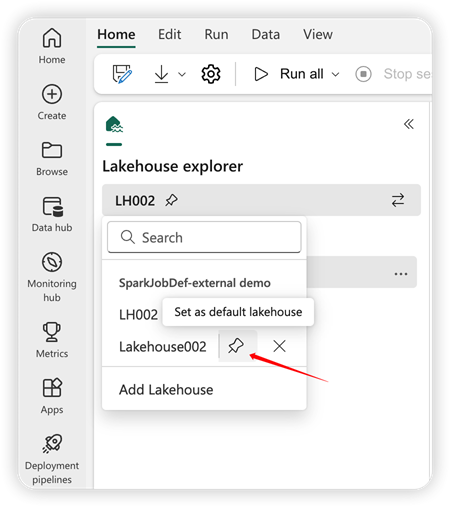 Home
Edit
Run
Data
View
Run all
Stop se
Home
Create
Browse
Data hub
Monitoring
hub
Metrics
Apps
Deployment
pipelines
Lakehouse explorer
LH002
Search
SparkJobDef-external demo
LH002
Set as default lakehouse
Lakehouse002
Add Lakehouse